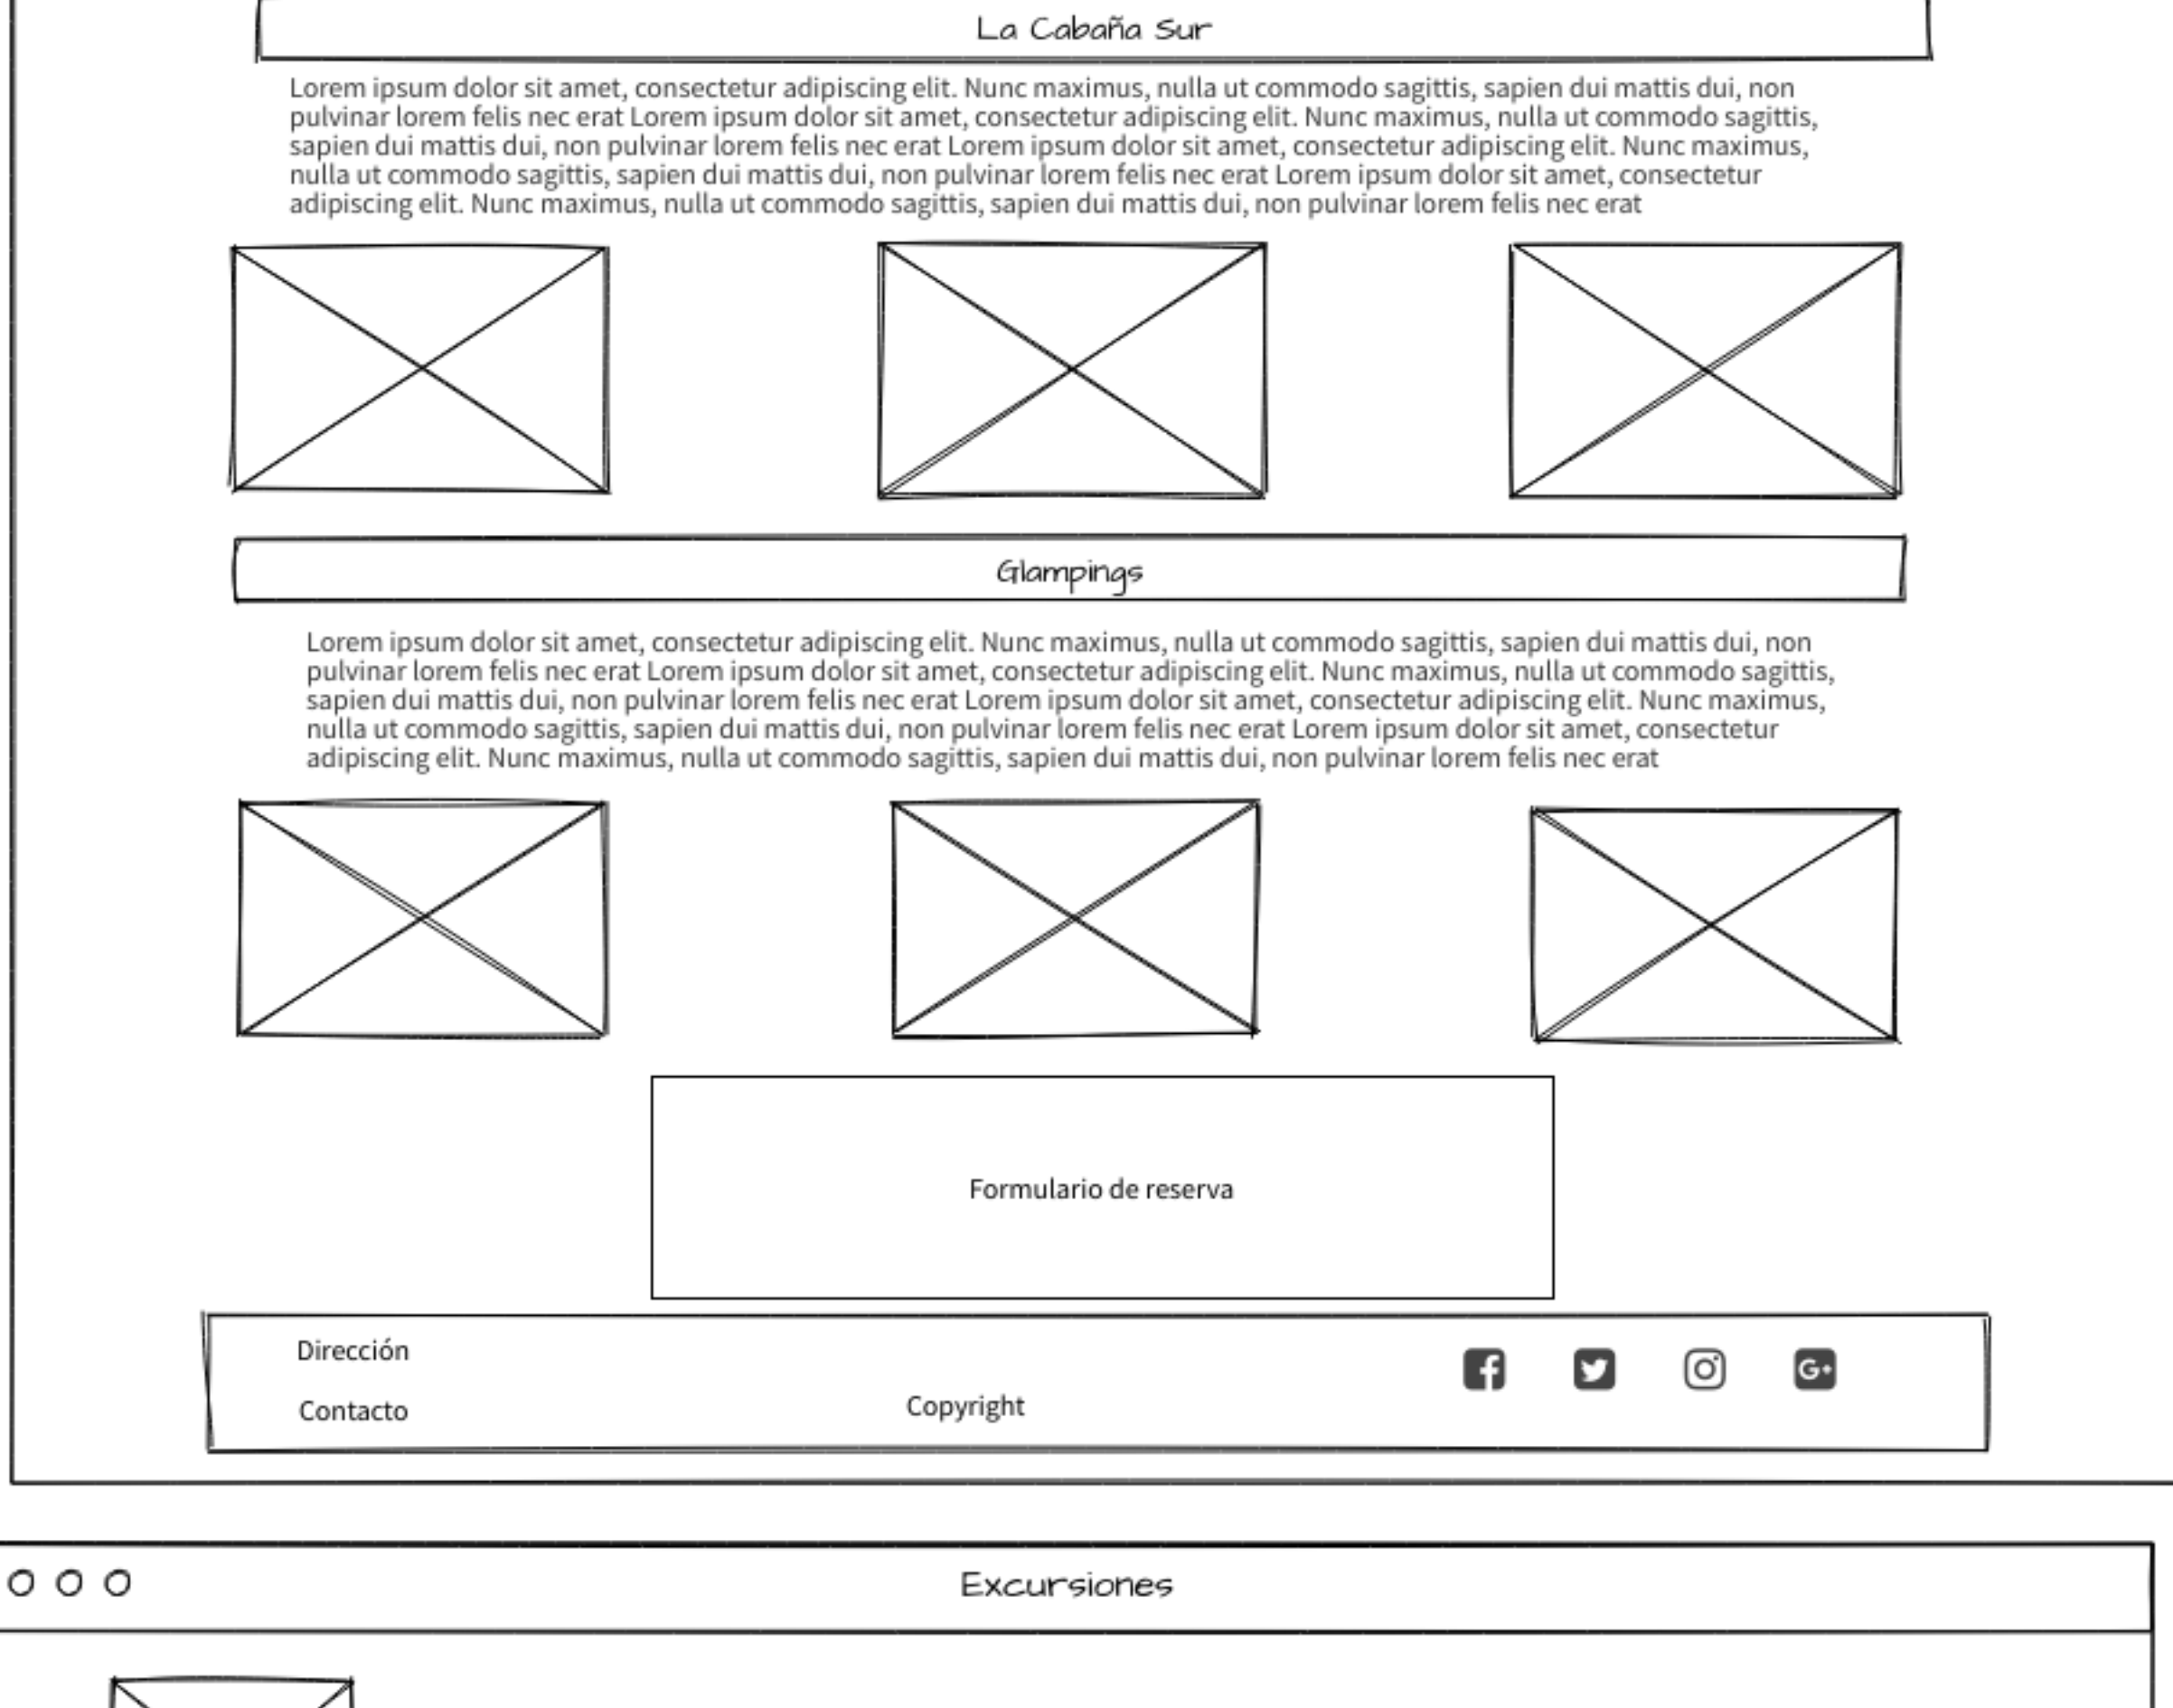 La Cabaña Sur
Lorem ipsum dolor sit amet, consectetur adipiscing elit. Nunc maximus, nulla ut commodo sagittis, sapien dui mattis dui, non
pulvinar lorem felis nec erat Lorem ipsum dolor sit amet, consectetur adipiscing elit. Nunc maximus, nulla ut commodo sagittis,
sapien dui mattis dui, non pulvinar lorem felis nec erat Lorem ipsum dolor sit amet, consectetur adipiscing elit. Nunc maximus,
nulla ut commodo sagittis, sapien dui mattis dui, non pulvinar lorem felis nec erat Lorem ipsum dolor sit amet, consectetur
adipiscing elit. Nunc maximus, nulla ut commodo sagittis, sapien dui mattis dui, non pulvinar lorem felis nec erat
Glampings
Lorem ipsum dolor sit amet, consectetur adipiscing elit. Nunc maximus, nulla ut commodo sagittis, sapien dui mattis dui, non
pulvinar lorem felis nec erat Lorem ipsum dolor sit amet, consectetur adipiscing elit. Nunc maximus, nulla ut commodo sagittis,
sapien dui mattis dui, non pulvinar lorem felis nec erat Lorem ipsum dolor sit amet, consectetur adipiscing elit. Nunc maximus,
nulla ut commodo sagittis, sapien dui mattis dui, non pulvinar lorem felis nec erat Lorem ipsum dolor sit amet, consectetur
adipiscing elit. Nunc maximus, nulla ut commodo sagittis, sapien dui mattis dui, non pulvinar lorem felis nec erat
Formulario de reserva
Dirección
Contacto
Copyright
Excursiones